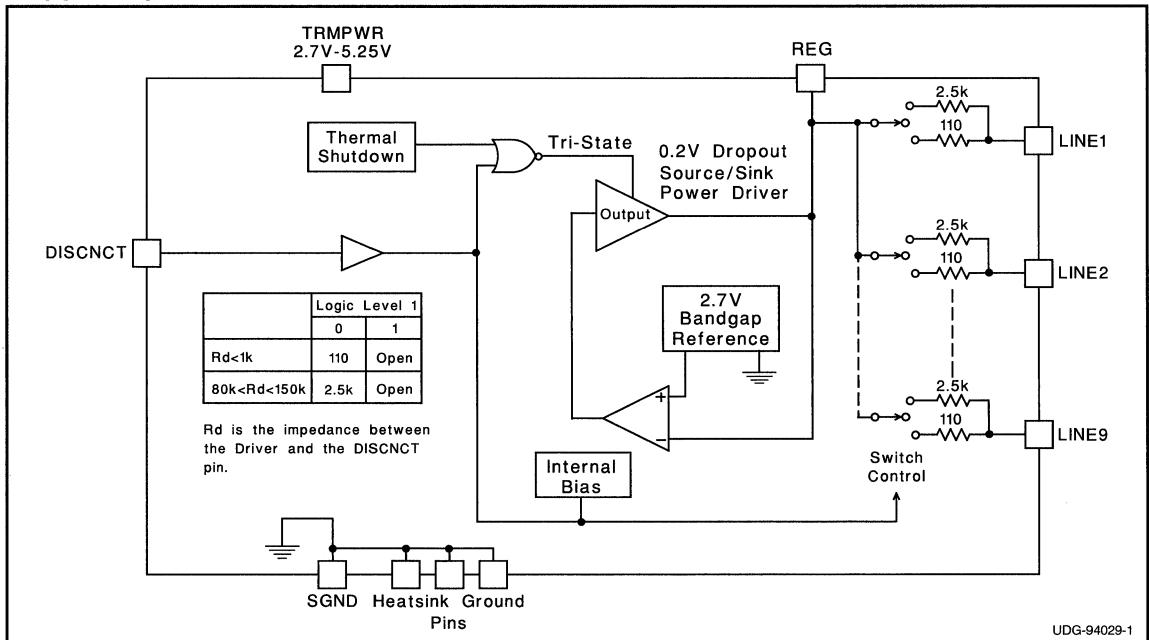 TRMPWR
2.7V-5.25V
REG
2.5k
110
LINE1
Thermal
Shutdown
Tri-State
0.2V Dropout
Source/Sink
Power Driver
Output
DISCNCT
2.5k
110
LINE2
Logic Level 1
0 1
Rd<1k 110 Open
80k<Rd<150k 2.5k Open
2.7V
Bandgap
Reference
+
−
Rd is the impedance between
the Driver and the DISCNCT
pin.
2.5k
110
LINE9
Internal
Bias
Switch
Control
SGND Heatsink Ground
Pins
UDG-94029-1